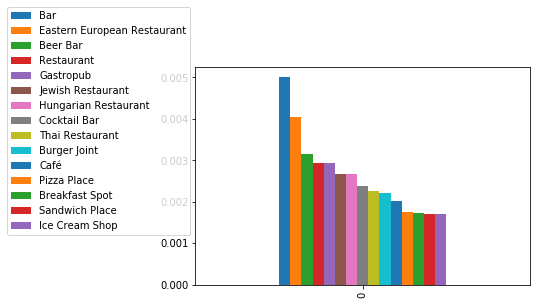 Bar
Eastern European Restaurant
Beer Bar
Restaurant
Gastropub
Jewish Restaurant
Hungarian Restaurant
Cocktail Bar
Thai Restaurant
Burger Joint
Café
Pizza Place
Breakfast Spot
Sandwich Place
Ice Cream Shop
0.005
0.004
0.003
0.002
0.001
0.000
0